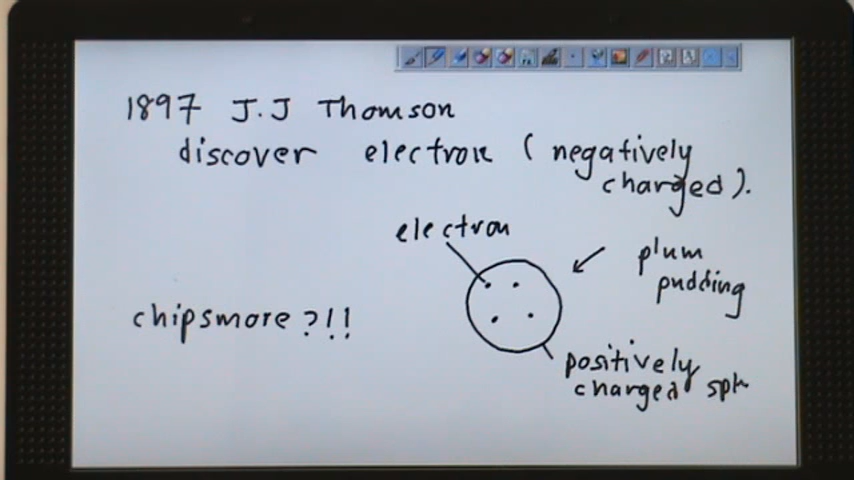 1897 J.J Thomson
discover electron (negatively
charged).
electron
plum
pudding
chipsmore?!!
positively
charged sph